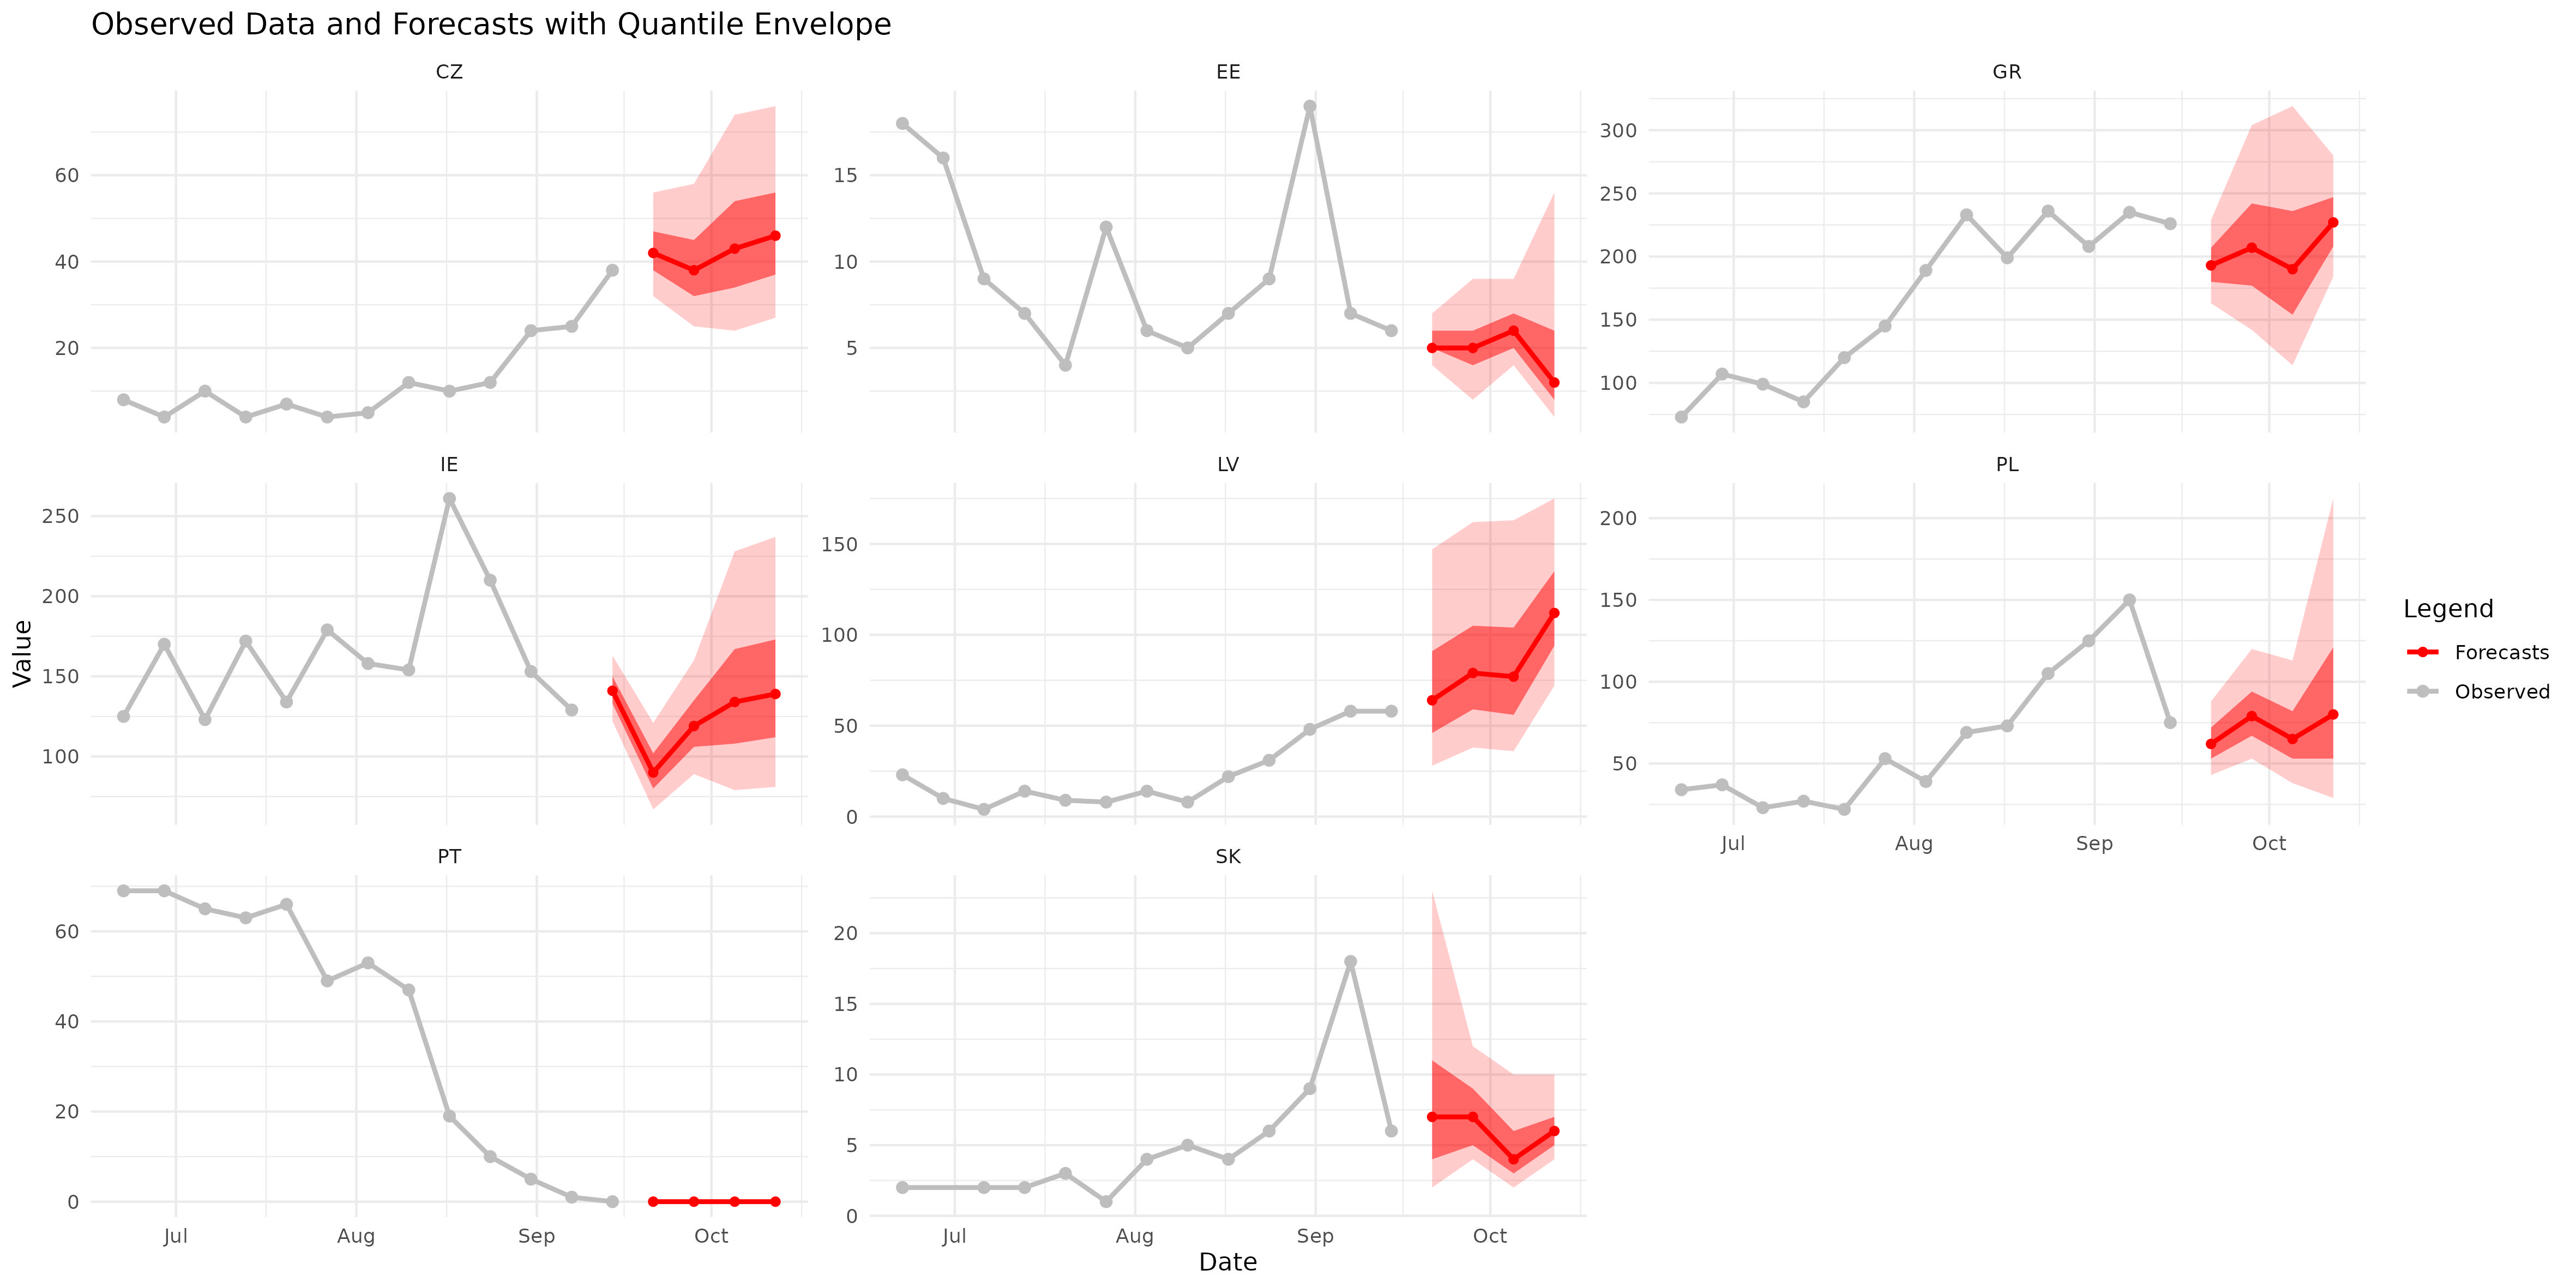 Observed Data and Forecasts with Quantile Envelope
CZ
EE
GR
60
40
20
15
10
5
300
250
200
150
100
IE
LV
PL
250
200
150
100
150
100
50
0
200
150
100
50
Jul Aug Sep Oct
PT
SK
60
40
20
0
20
15
10
5
0
Jul Aug Sep Oct
Jul Aug Sep Oct
Value
Date
Legend
Forecasts
Observed